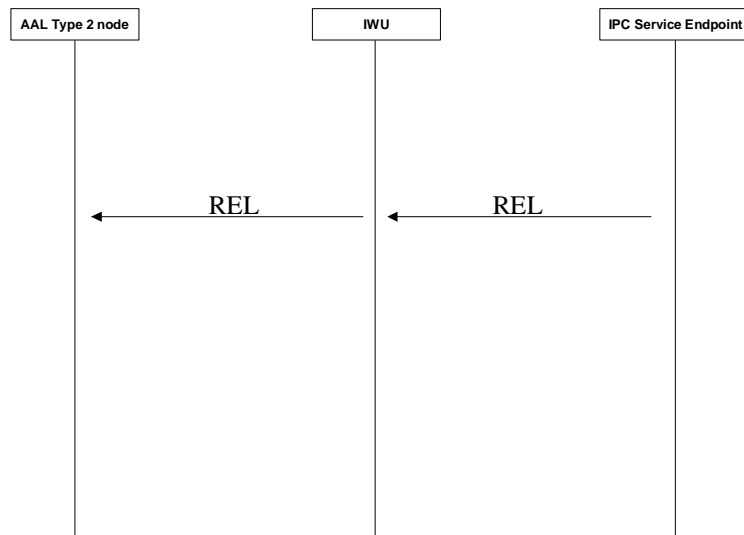 AAL Type 2 node
IWU
IPC Service Endpoint
REL
REL